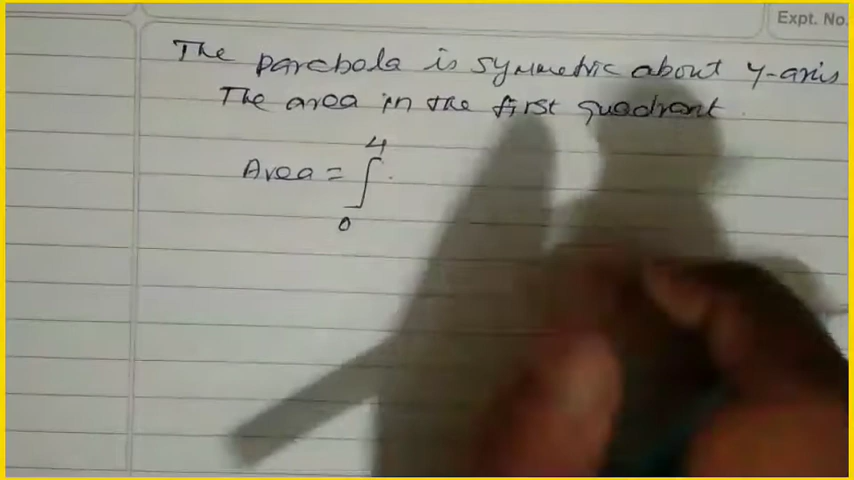 Expt. No.
The parabola is symmetric about y-axis
The area in the first quadrant.
Area = ∫
4
0